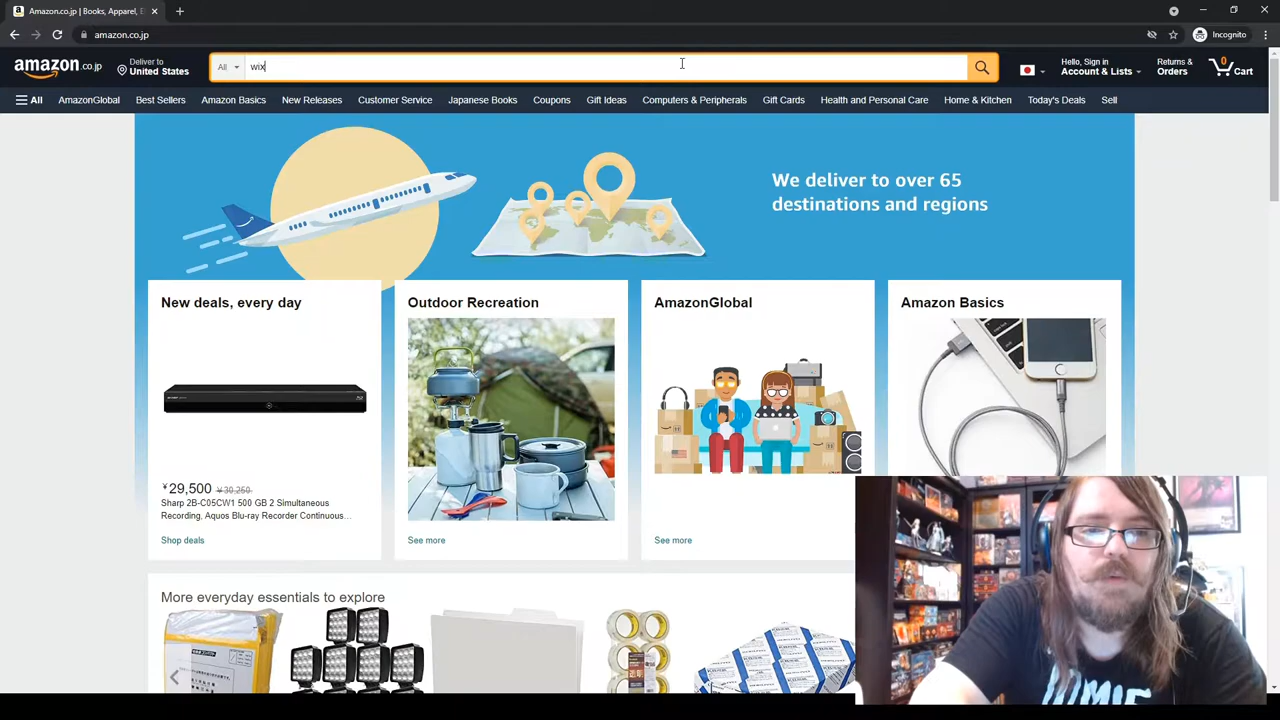 Amazon.co.jp | Books, Apparel, E
amazon.co.jp
Incognito
amazon.co.jp
Deliver to
United States
All
wix
Hello, Sign in
Account & Lists
Returns &
Orders
0
Cart
All
AmazonGlobal
Best Sellers
Amazon Basics
New Releases
Customer Service
Japanese Books
Coupons
Gift Ideas
Computers & Peripherals
Gift Cards
Health and Personal Care
Home & Kitchen
Today's Deals
Sell
We deliver to over 65
destinations and regions
New deals, every day
Outdoor Recreation
AmazonGlobal
Amazon Basics
¥29,500 ¥30,250
Sharp 2B-C05CW1 500 GB 2 Simultaneous
Recording, Aquos Blu-ray Recorder Continuous...
Shop deals
See more
See more
More everyday essentials to explore